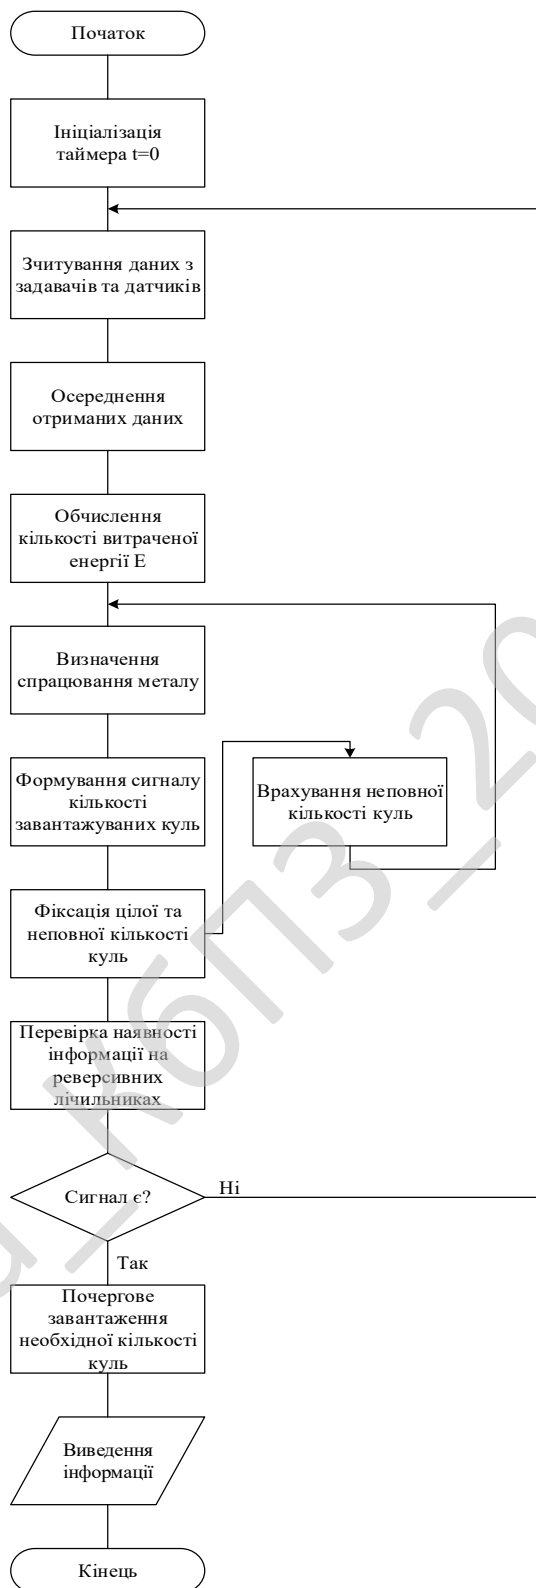 Початок
Ініціалізація
таймера t=0
Зчитування даних з
задавачів та датчиків
Осереднення
отриманих даних
Обчислення
кількості витраченої
енергії E
Визначення
спрацювання металу
Формування сигналу
кількості
завантажуваних куль
Врахування неповної
кількості куль
Фіксація цілої та
неповної кількості
куль
Перевірка наявності
інформації на
реверсивних
лічильниках
Сигнал є?
Ні
Так
Почергове
завантаження
необхідної кількості
куль
Виведення
інформації
Кінець